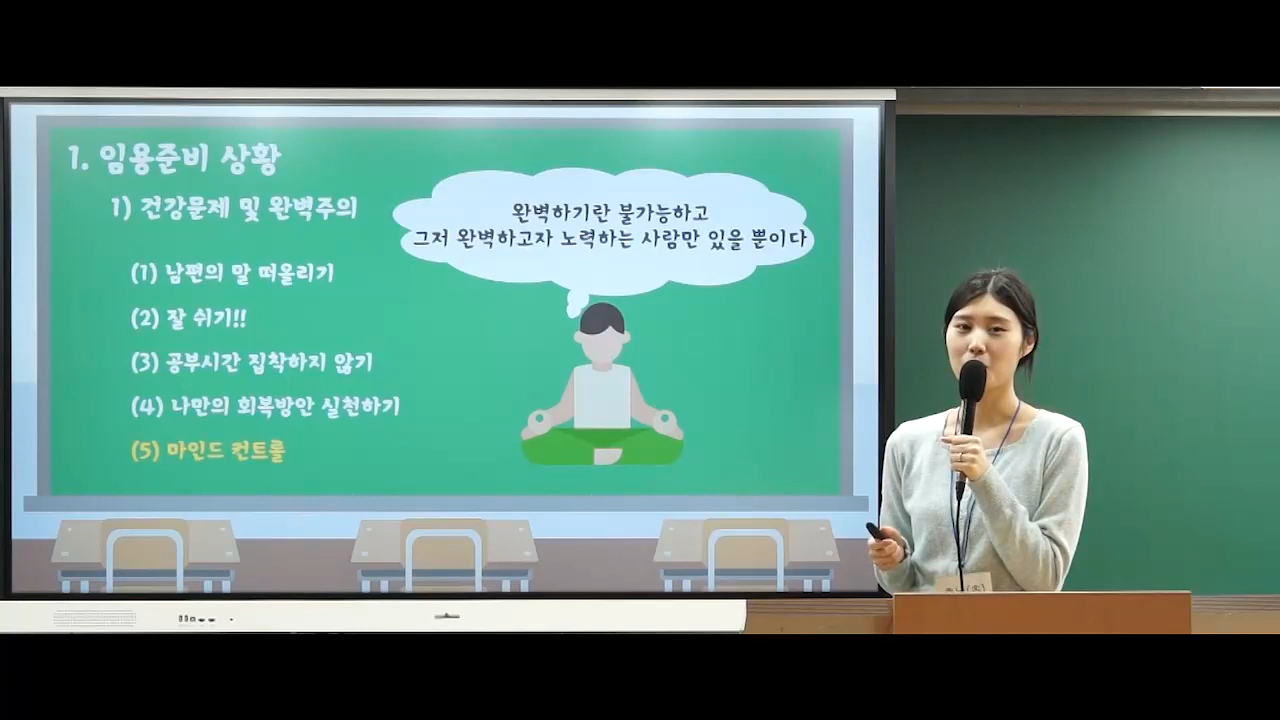 1. 임용준비 상황
1) 건강문제 및 완벽주의
완벽하기란 불가능하고
그저 완벽하고자 노력하는 사람만 있을 뿐이다
(1) 남편의 말 떠올리기
(2) 잘 쉬기!!
(3) 공부시간 집착하지 않기
(4) 나만의 회복방안 실천하기
(5) 마인드 컨트롤